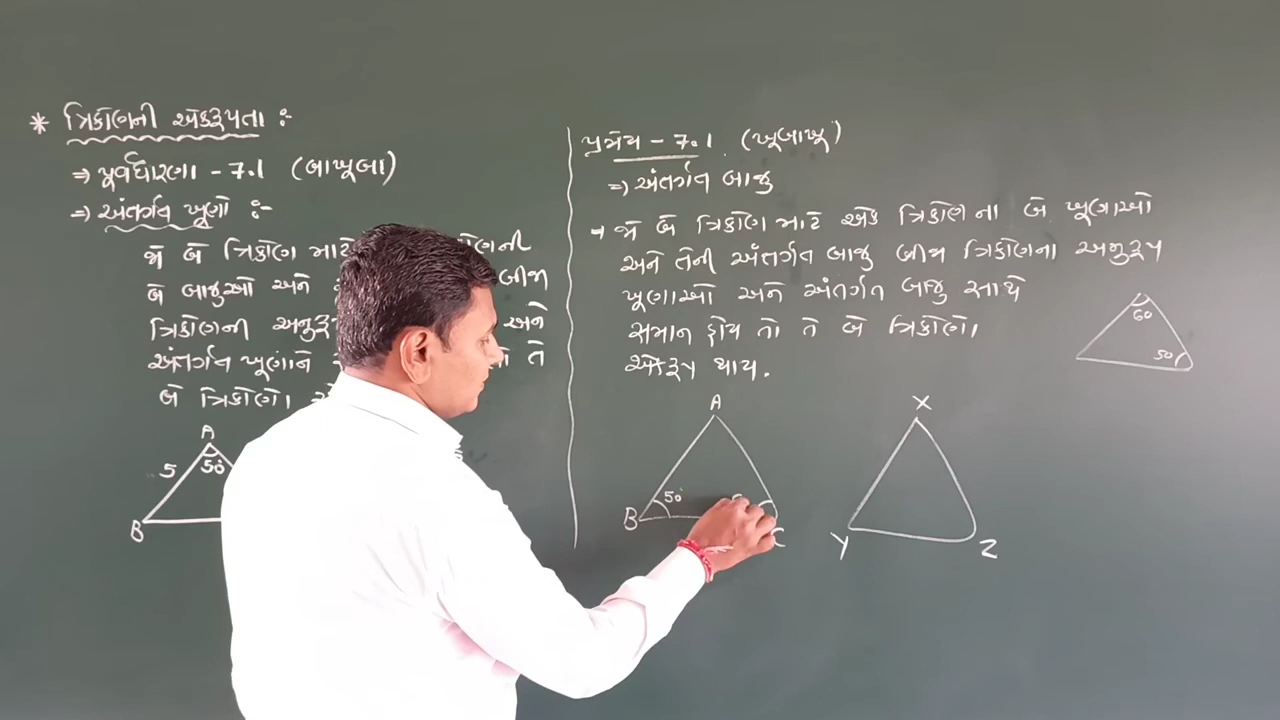 * ત્રિકોણની એકરૂપતા :-
⇒ પૂર્વધારણા - 7.1 (બાખૂબા)
⇒ અંતર્ગત ખૂણો :-
જો બે ત્રિકોણ માટે
બે બાજુઓ અને બીજા
ત્રિકોણની અને
અંતર્ગત ખૂણાને તે
બે ત્રિકોણો
A
5 50°
B
પ્રમેય - 7.1 (ખૂબાખૂ)
⇒ અંતર્ગત બાજુ
→ જો બે ત્રિકોણ માટે એક ત્રિકોણના બે ખૂણાઓ
અને તેની અંતર્ગત બાજુ બીજા ત્રિકોણના અનુરૂપ
ખૂણાઓ અને અંતર્ગત બાજુ સાથે
સમાન હોય તો તે બે ત્રિકોણો
એકરૂપ થાય.
60
50
A
50°
B C
X
Y Z